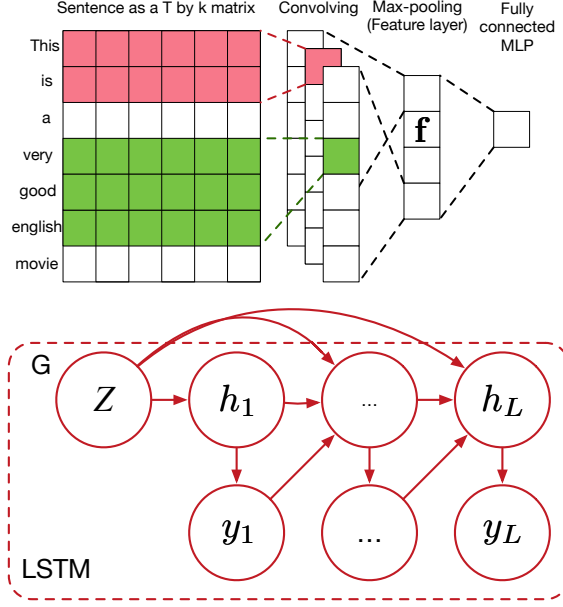 Sentence as a T by k matrix
Convolving
Max-pooling
(Feature layer)
Fully
connected
MLP
This
is
a
very
good
english
movie
f
G
Z
h1
...
hL
y1
...
yL
LSTM